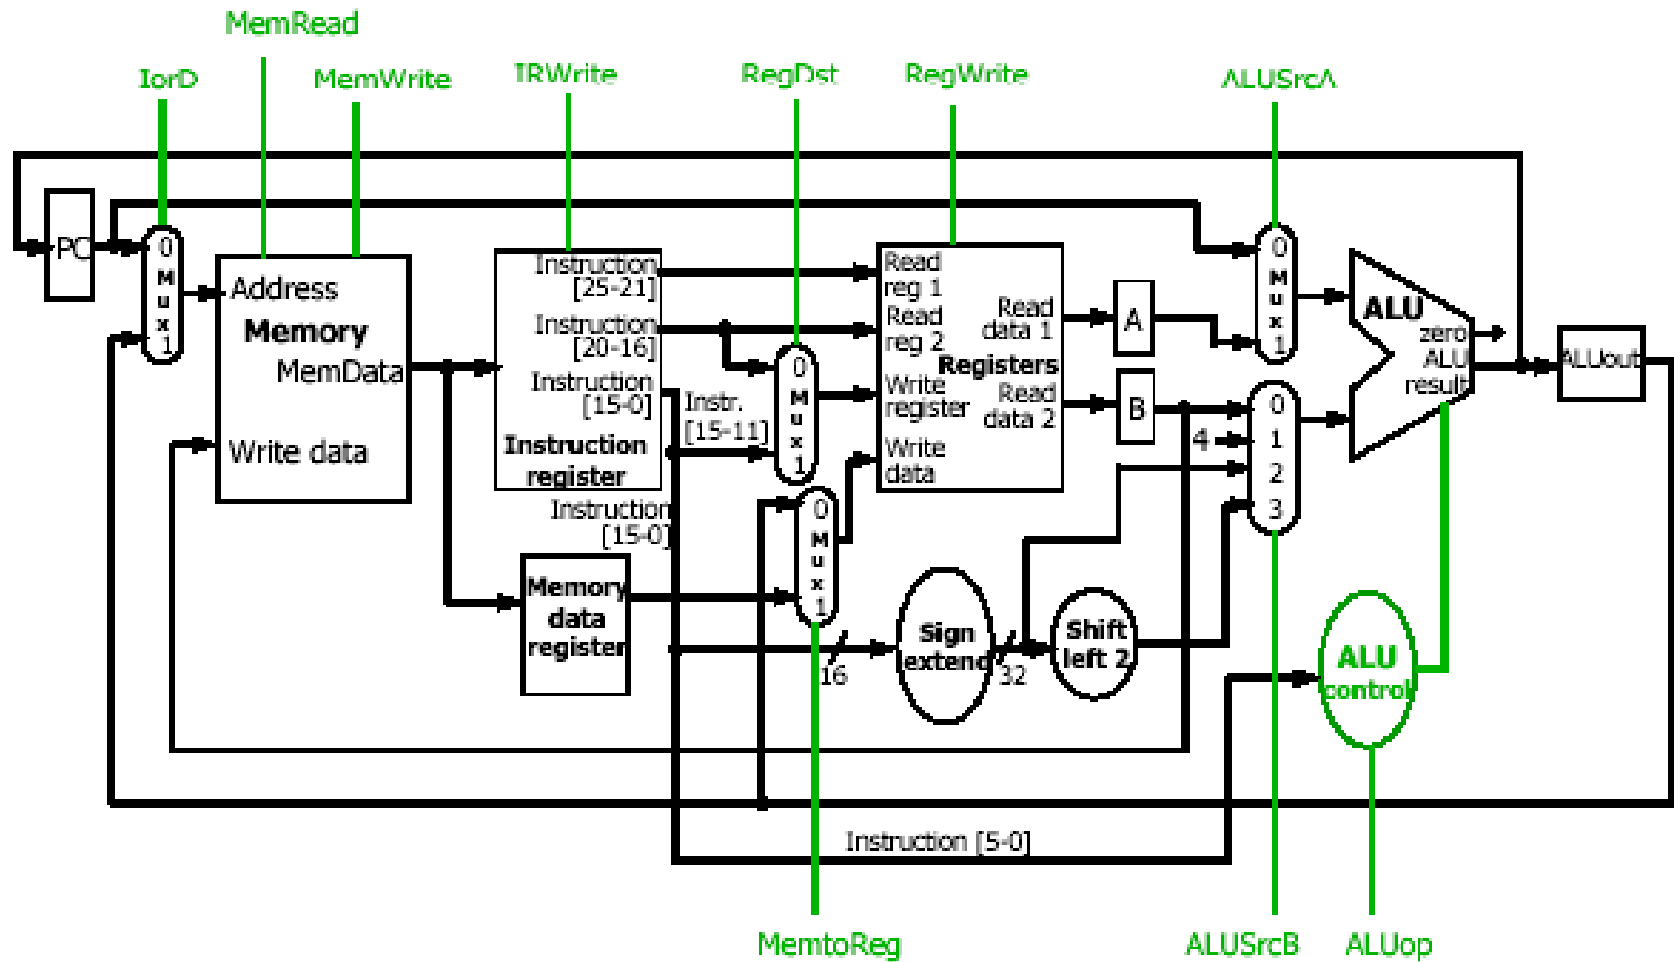 MemRead
IorD
MemWrite
IRWrite
RegDst
RegWrite
ALUSrcA
PC
0
M
u
x
1
Address
Memory
MemData
Write data
Instruction
[25-21]
Instruction
[20-16]
Instruction
[15-0]
Instruction
register
Instr.
[15-11]
Instruction
[15-0]
Memory
data
register
0
M
u
x
1
0
M
u
x
1
Read
reg 1
Read
reg 2
Registers
Write
register
Write
data
Read
data 1
Read
data 2
A
B
4
0
M
u
x
1
0
1
2
3
ALU
zero
ALU
result
ALUout
Sign
extend
16
32
Shift
left 2
ALU
control
Instruction [5-0]
MemtoReg
ALUSrcB
ALUop